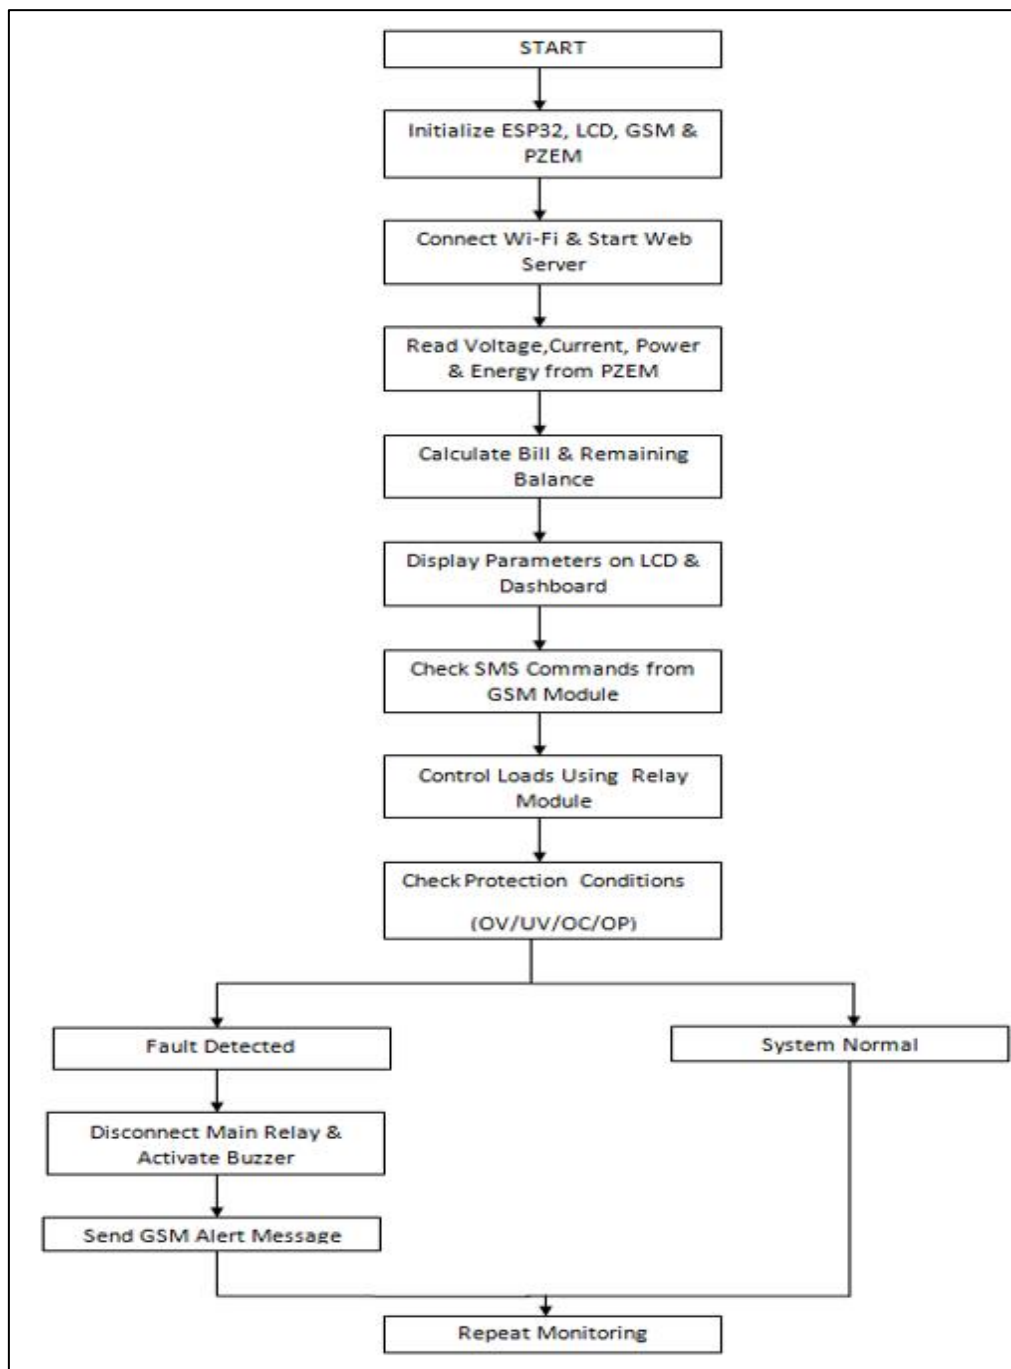 START
Initialize ESP32, LCD, GSM &
PZEM
Connect Wi-Fi & Start Web
Server
Read Voltage,Current, Power
& Energy from PZEM
Calculate Bill & Remaining
Balance
Display Parameters on LCD &
Dashboard
Check SMS Commands from
GSM Module
Control Loads Using Relay
Module
Check Protection Conditions
(OV/UV/OC/OP)
Fault Detected
System Normal
Disconnect Main Relay &
Activate Buzzer
Send GSM Alert Message
Repeat Monitoring